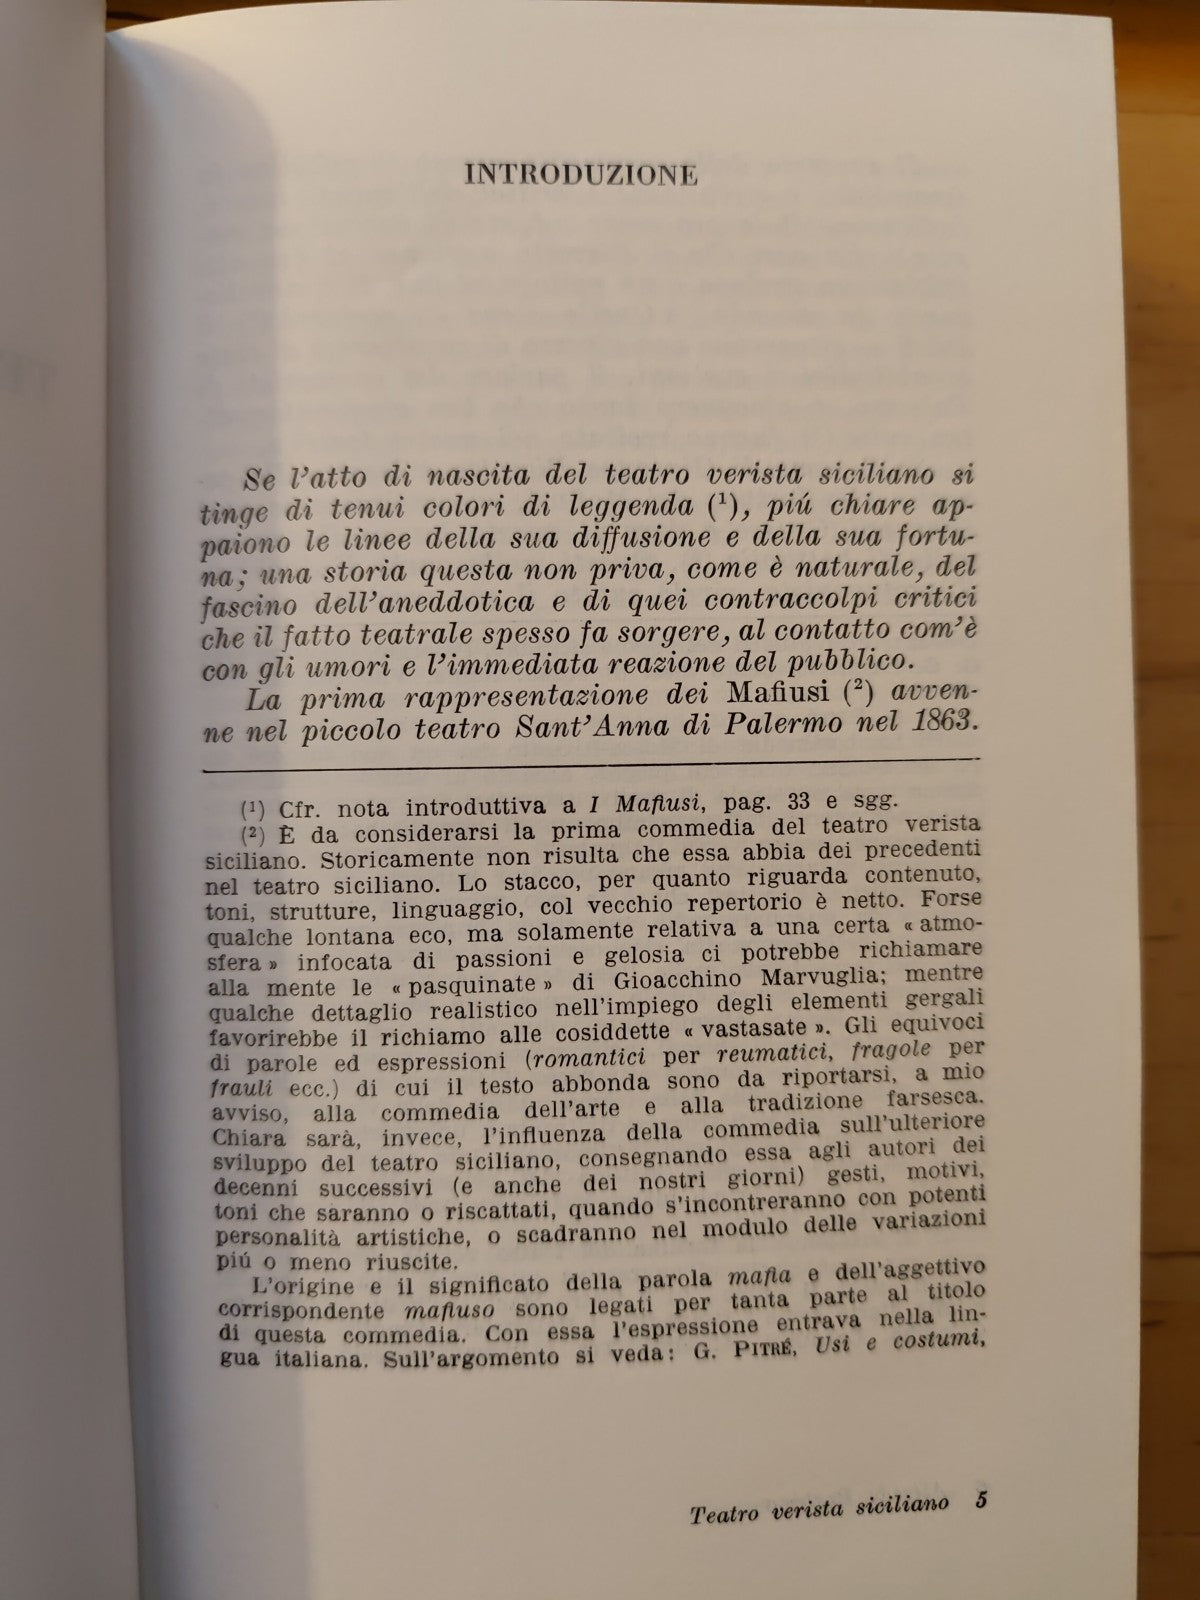 INTRODUZIONE
Se l'atto di nascita del teatro verista siciliano si
tinge di tenui colori di leggenda (¹), piú chiare ap-
paiono le linee della sua diffusione e della sua fortu-
na; una storia questa non priva, come è naturale, del
fascino dell'aneddotica e di quei contraccolpi critici
che il fatto teatrale spesso fa sorgere, al contatto com'è
con gli umori e l'immediata reazione del pubblico.
La prima rappresentazione dei Mafiusi (²) avven-
ne nel piccolo teatro Sant'Anna di Palermo nel 1863.
(¹) Cfr. nota introduttiva a I Mafiusi, pag. 33 e sgg.
(²) È da considerarsi la prima commedia del teatro verista
siciliano. Storicamente non risulta che essa abbia dei precedenti
nel teatro siciliano. Lo stacco, per quanto riguarda contenuto,
toni, strutture, linguaggio, col vecchio repertorio è netto. Forse
qualche lontana eco, ma solamente relativa a una certa « atmo-
sfera » infocata di passioni e gelosia ci potrebbe richiamare
alla mente le « pasquinate » di Gioacchino Marvuglia; mentre
qualche dettaglio realistico nell'impiego degli elementi gergali
favorirebbe il richiamo alle cosiddette « vastasate ». Gli equivoci
di parole ed espressioni (romantici per reumatici, fragole per
frauli ecc.) di cui il testo abbonda sono da riportarsi, a mio
avviso, alla commedia dell'arte e alla tradizione farsesca.
Chiara sarà, invece, l'influenza della commedia sull'ulteriore
sviluppo del teatro siciliano, consegnando essa agli autori dei
decenni successivi (e anche dei nostri giorni) gesti, motivi,
toni che saranno o riscattati, quando s'incontreranno con potenti
personalità artistiche, o scadranno nel modulo delle variazioni
piú o meno riuscite.
L'origine e il significato della parola mafia e dell'aggettivo
corrispondente mafiuso sono legati per tanta parte al titolo
di questa commedia. Con essa l'espressione entrava nella lin-
gua italiana. Sull'argomento si veda: G. PITRÉ, Usi e costumi,
Teatro verista siciliano 5